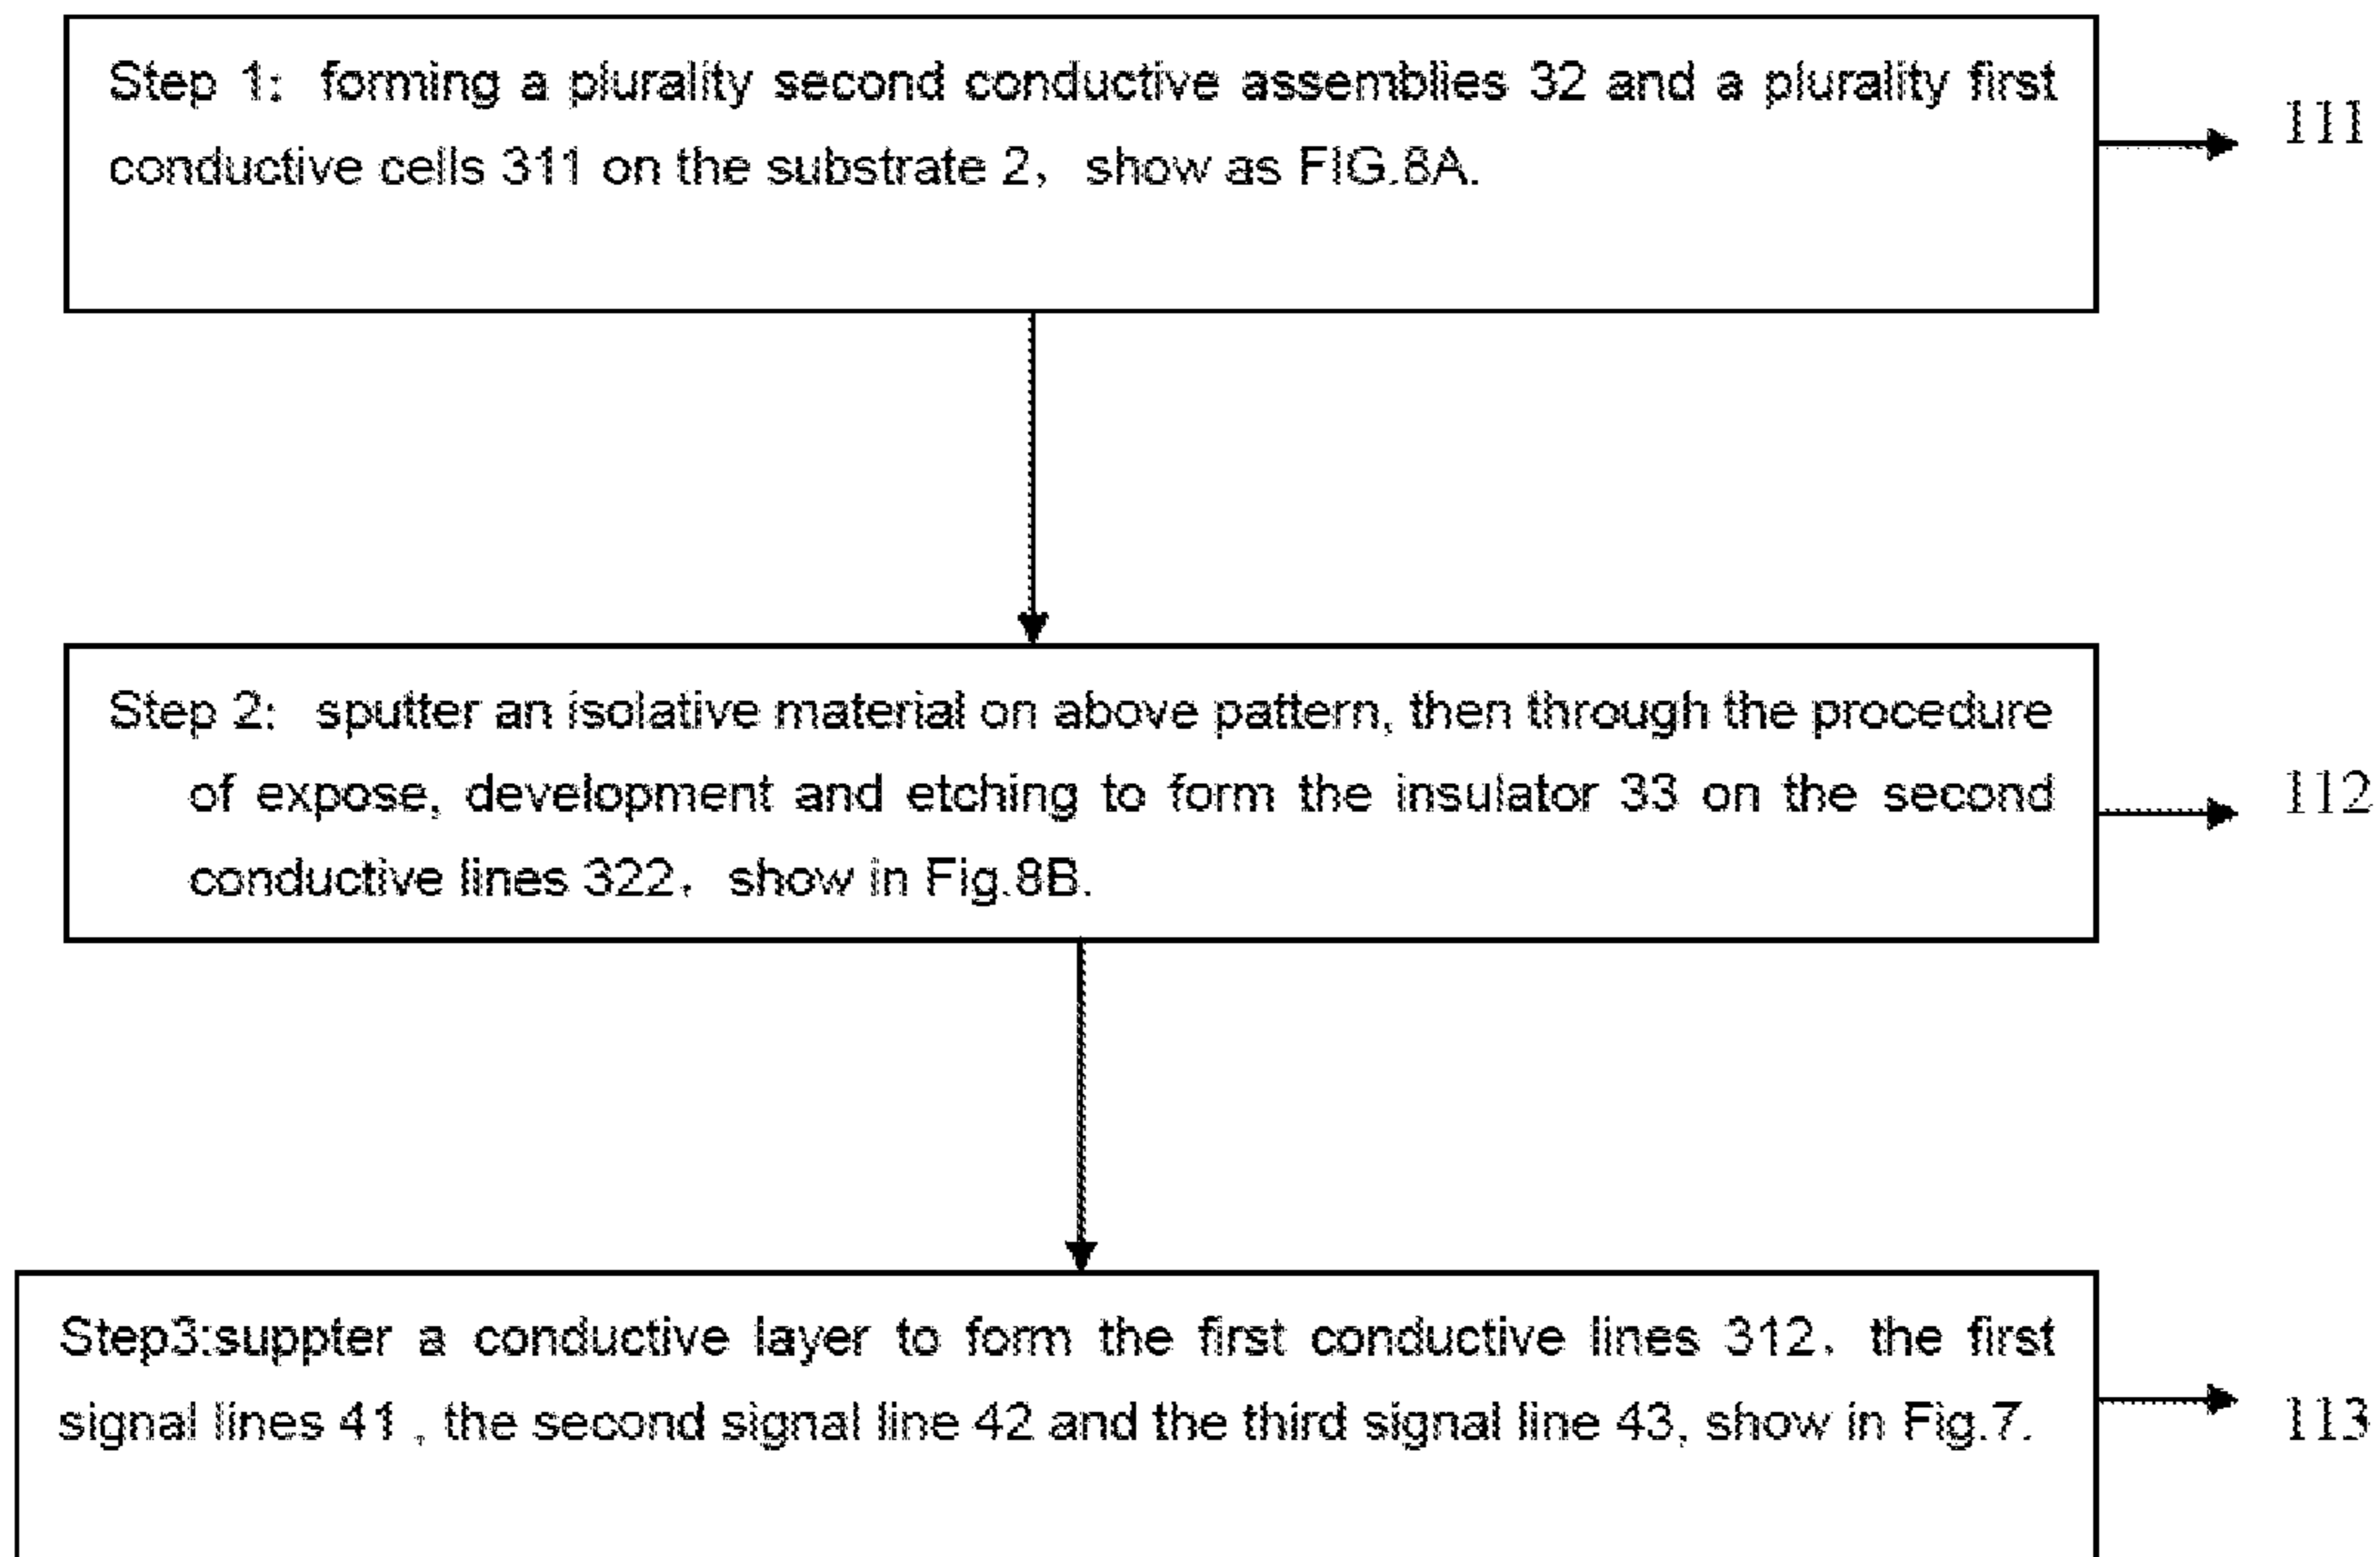 Step 1: forming a plurality second conductive assemblies 32 and a plurality first
conductive cells 311 on the substrate 2, show as FIG.8A.
111
Step 2: sputter an isolative material on above pattern, then through the procedure
of expose, development and etching to form the insulator 33 on the second
conductive lines 322, show in Fig.8B.
112
Step3:suppter a conductive layer to form the first conductive lines 312, the first
signal lines 41 , the second signal line 42 and the third signal line 43, show in Fig.7.
113